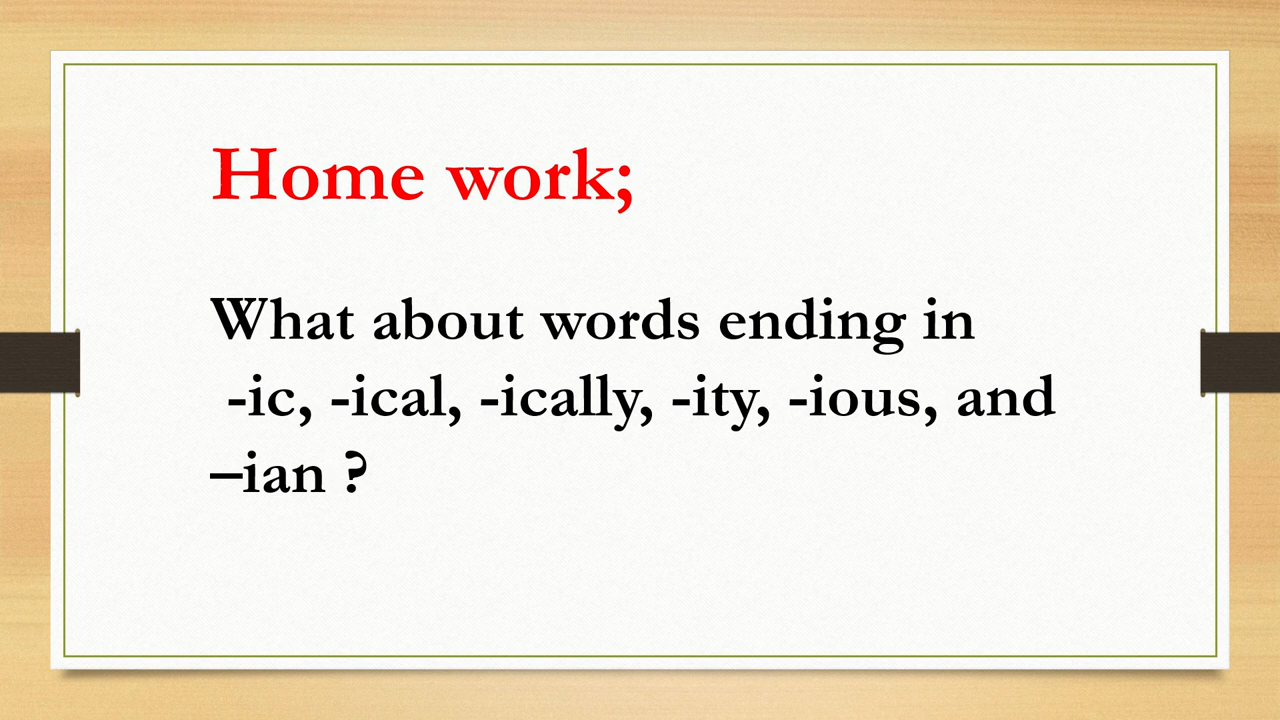 Home work;
What about words ending in
-ic, -ical, -ically, -ity, -ious, and
–ian ?